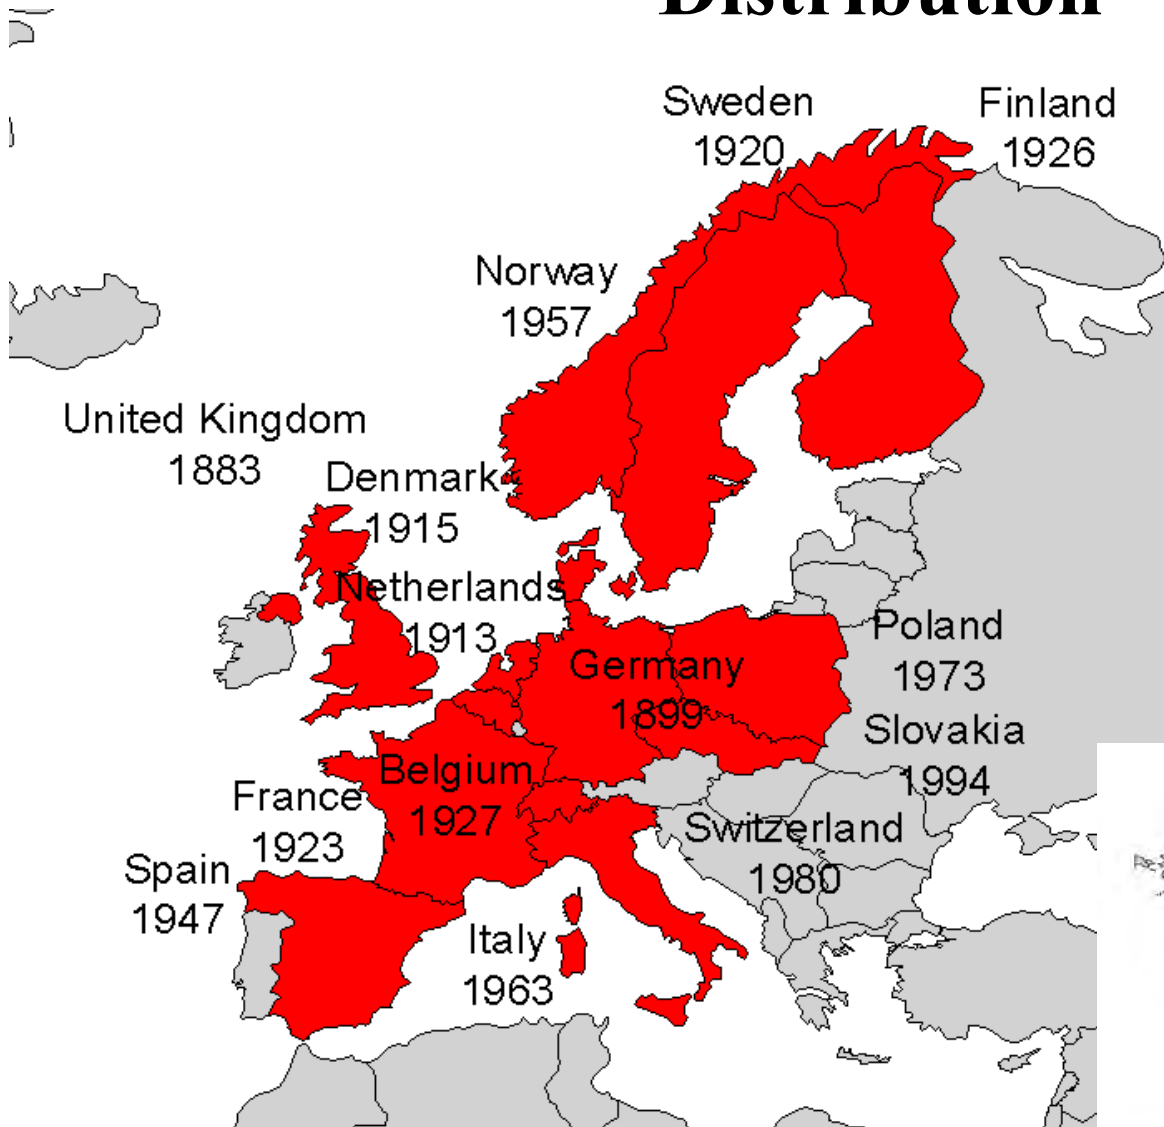 Distribution
Sweden
1920
Finland
1926
Norway
1957
United Kingdom
1883
Denmark
1915
Netherlands
1913
Poland
1973
Germany
1899
Slovakia
1994
Belgium
1927
France
1923
Switzerland
1980
Spain
1947
Italy
1963